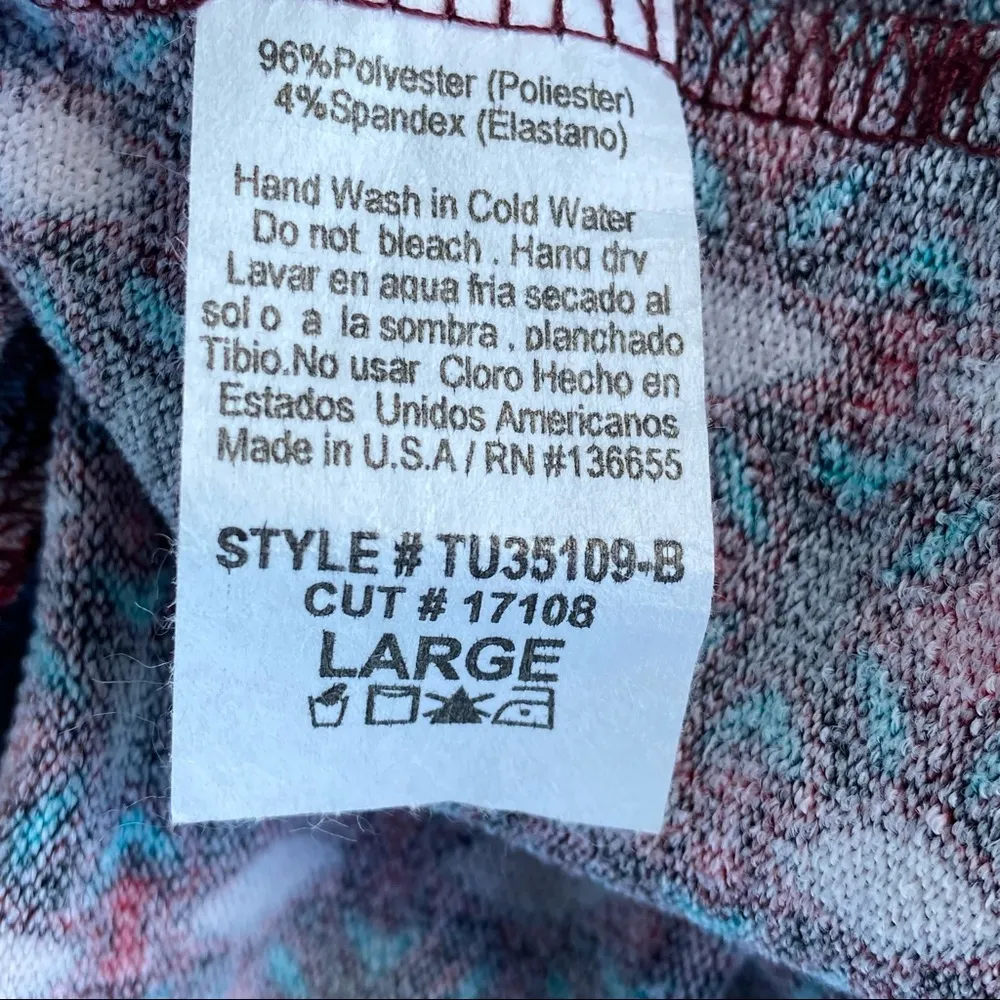 96%Polyester (Poliester)
4%Spandex (Elastano)
Hand Wash in Cold Water
Do not bleach . Hang dry
Lavar en agua fria secado al
sol o a la sombra . planchado
Tibio.No usar Cloro Hecho en
Estados Unidos Americanos
Made in U.S.A / RN #136655
STYLE # TU35109-B
CUT # 17108
LARGE